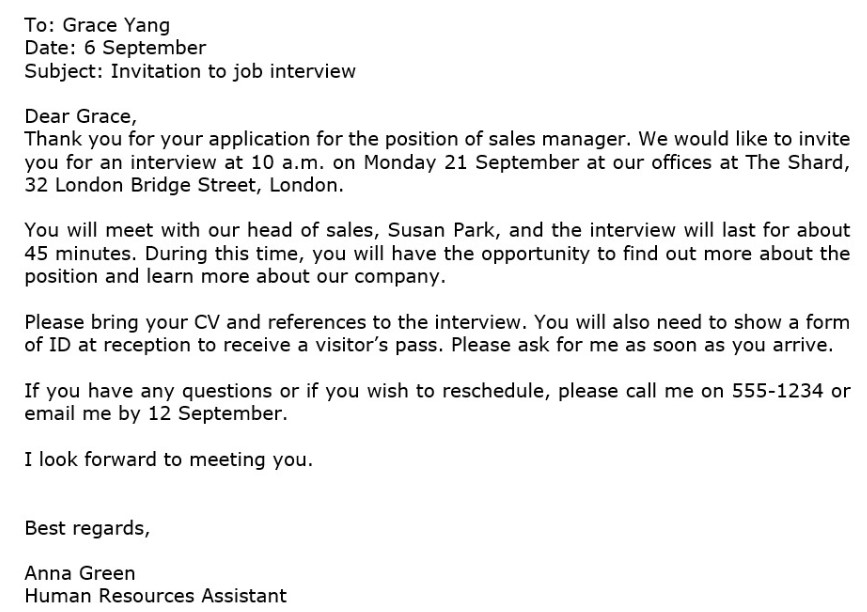 To: Grace Yang
Date: 6 September
Subject: Invitation to job interview
Dear Grace,
Thank you for your application for the position of sales manager. We would like to invite
you for an interview at 10 a.m. on Monday 21 September at our offices at The Shard,
32 London Bridge Street, London.
You will meet with our head of sales, Susan Park, and the interview will last for about
45 minutes. During this time, you will have the opportunity to find out more about the
position and learn more about our company.
Please bring your CV and references to the interview. You will also need to show a form
of ID at reception to receive a visitor’s pass. Please ask for me as soon as you arrive.
If you have any questions or if you wish to reschedule, please call me on 555-1234 or
email me by 12 September.
I look forward to meeting you.
Best regards,
Anna Green
Human Resources Assistant